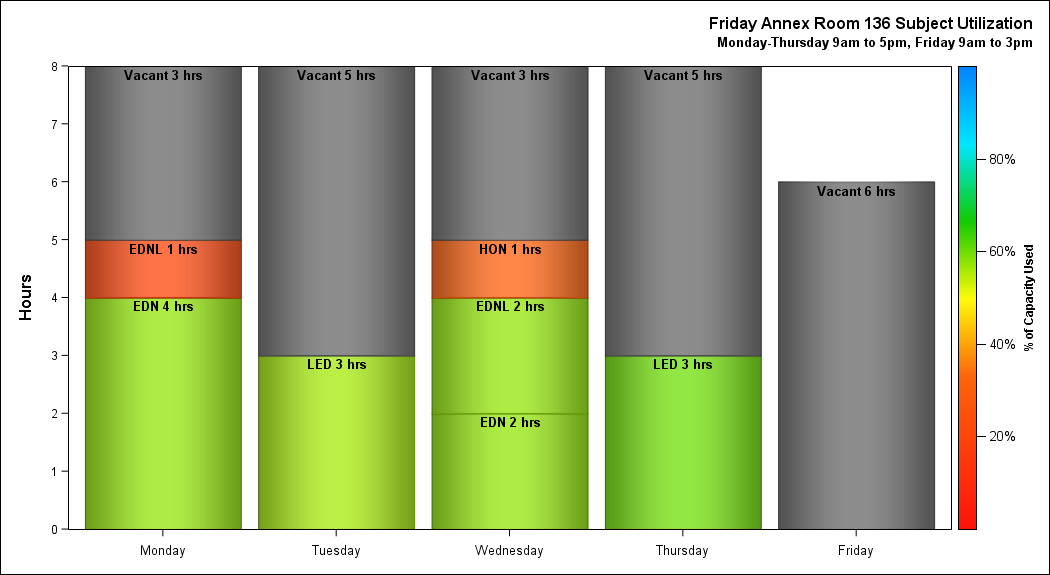 Friday Annex Room 136 Subject Utilization
Monday-Thursday 9am to 5pm, Friday 9am to 3pm
8
7
6
5
4
3
2
1
0
Hours
Vacant 3 hrs
EDNL 1 hrs
EDN 4 hrs
Vacant 5 hrs
LED 3 hrs
Vacant 3 hrs
HON 1 hrs
EDNL 2 hrs
EDN 2 hrs
Vacant 5 hrs
LED 3 hrs
Vacant 6 hrs
Monday Tuesday Wednesday Thursday Friday
80%
60%
40%
20%
% of Capacity Used